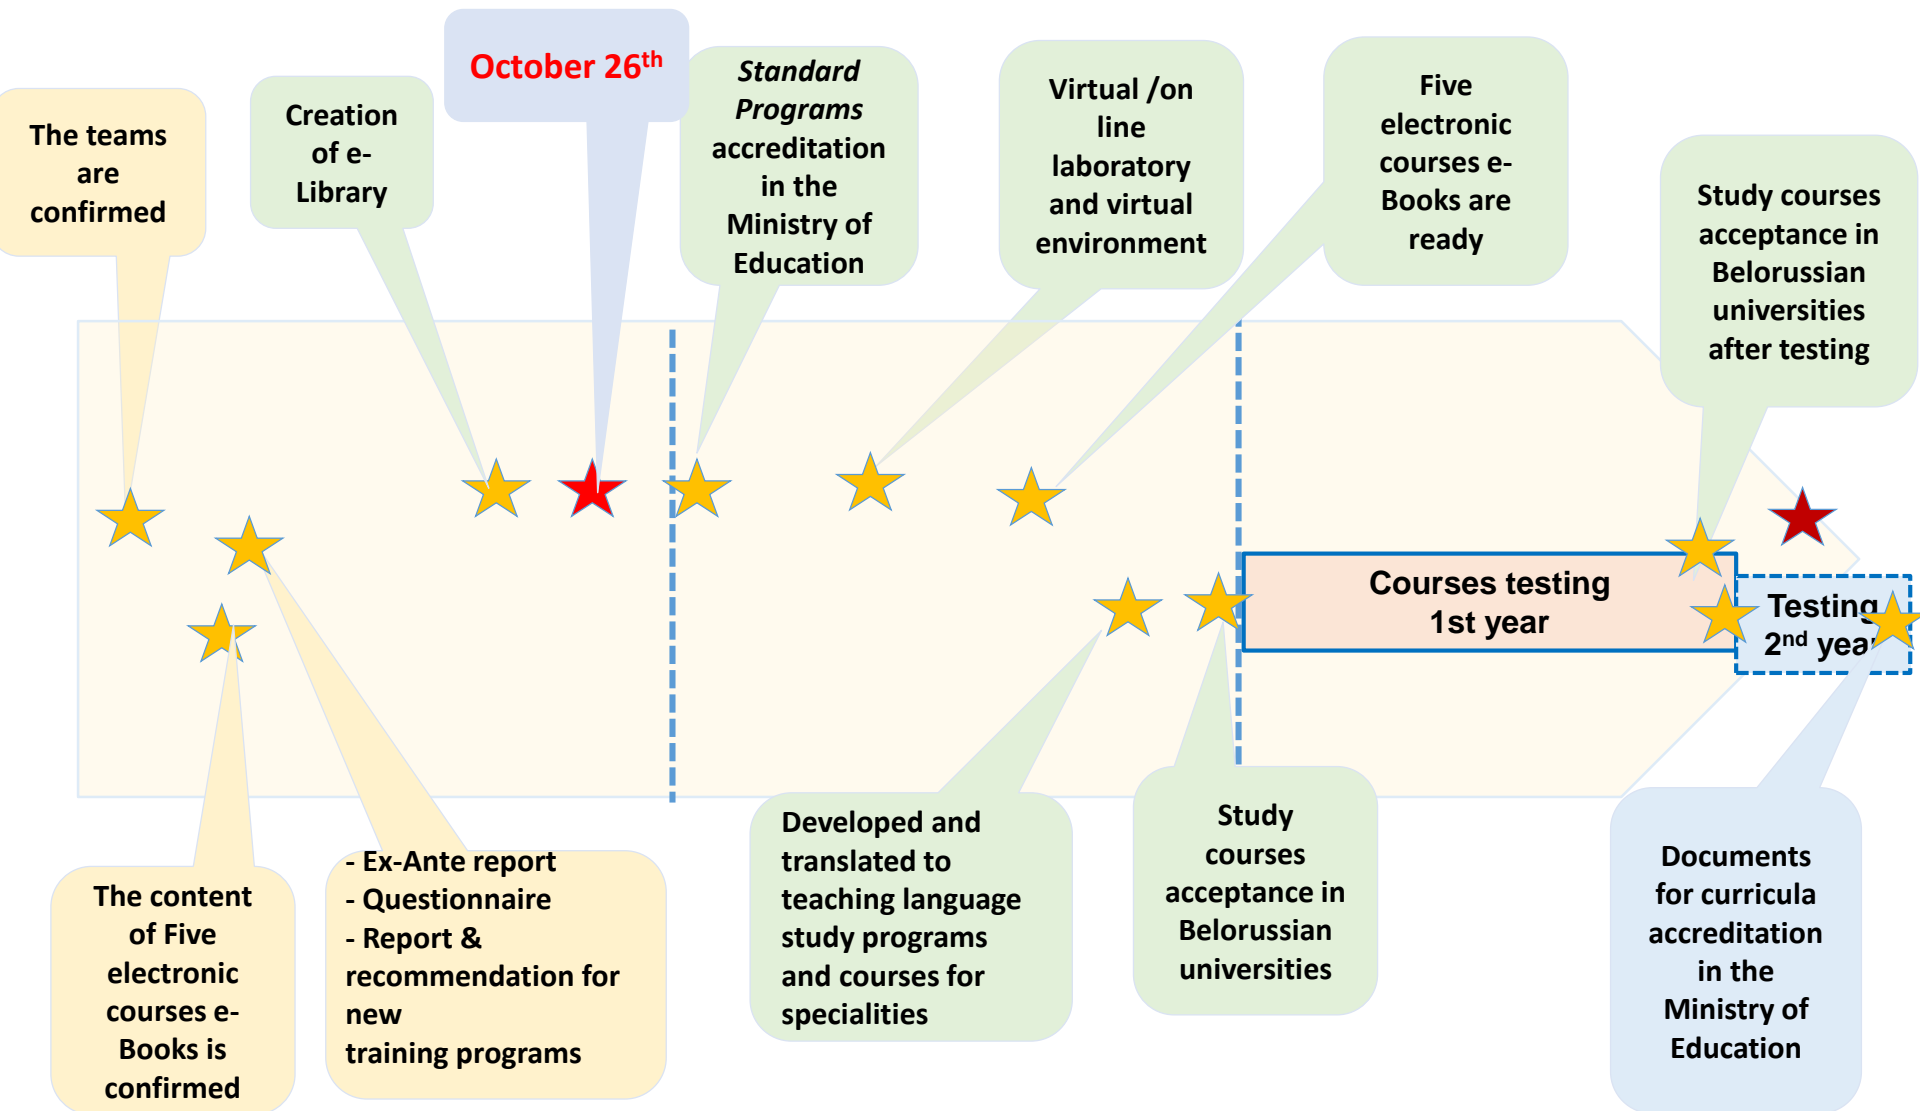 The teams
are
confirmed
Creation
of e-
Library
October 26th
Standard
Programs
accreditation
in the
Ministry of
Education
Virtual /on
line
laboratory
and virtual
environment
Five
electronic
courses e-
Books are
ready
Study courses
acceptance in
Belorussian
universities
after testing
Courses testing
1st year
Testing
2nd year
The content
of Five
electronic
courses e-
Books is
confirmed
- Ex-Ante report
- Questionnaire
- Report &
recommendation for
new
training programs
Developed and
translated to
teaching language
study programs
and courses for
specialities
Study
courses
acceptance in
Belorussian
universities
Documents
for curricula
accreditation
in the
Ministry of
Education